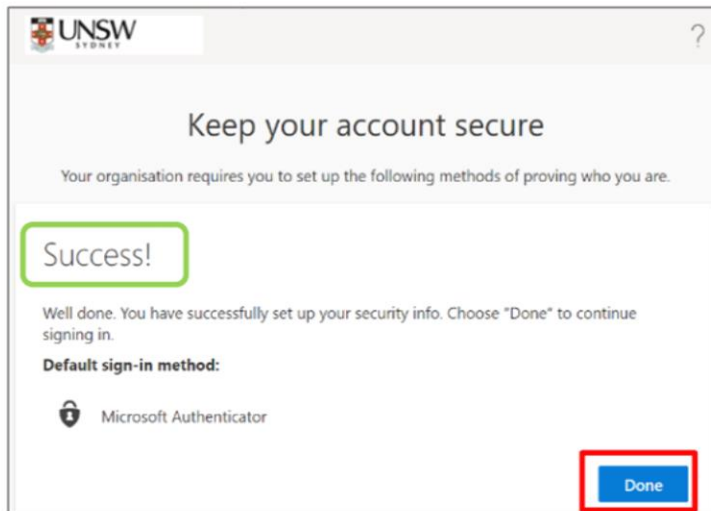 UNSW
SYDNEY
?
Keep your account secure
Your organisation requires you to set up the following methods of proving who you are.
Success!
Well done. You have successfully set up your security info. Choose "Done" to continue
signing in.
Default sign-in method:
Microsoft Authenticator
Done